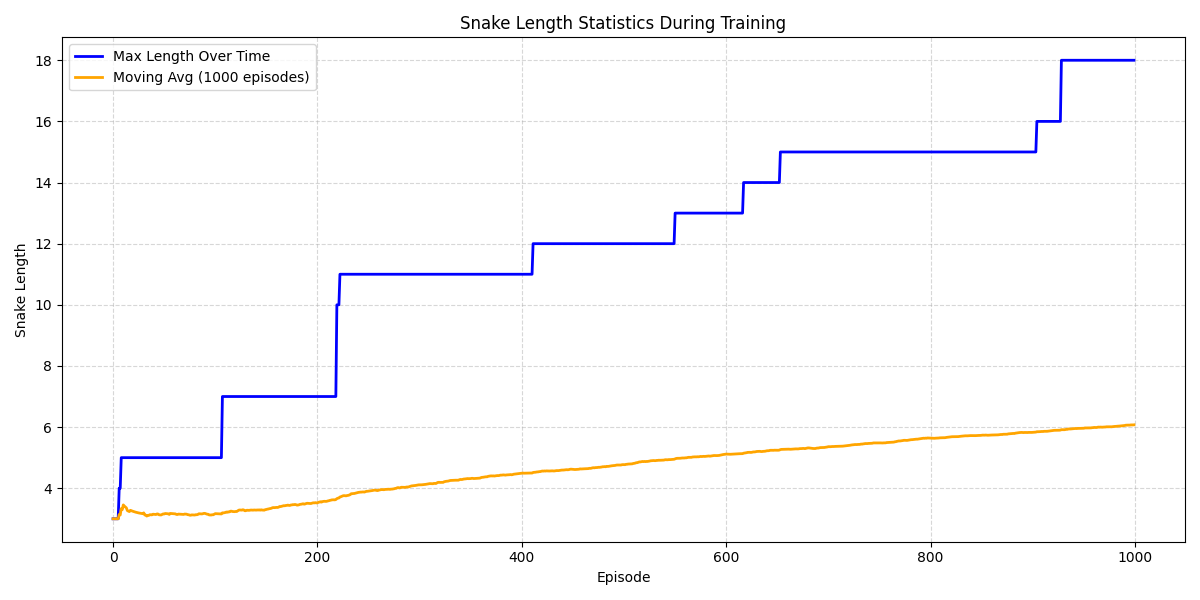 Snake Length Statistics During Training
Max Length Over Time
Moving Avg (1000 episodes)
Snake Length
18
16
14
12
10
8
6
4
0 200 400 600 800 1000
Episode